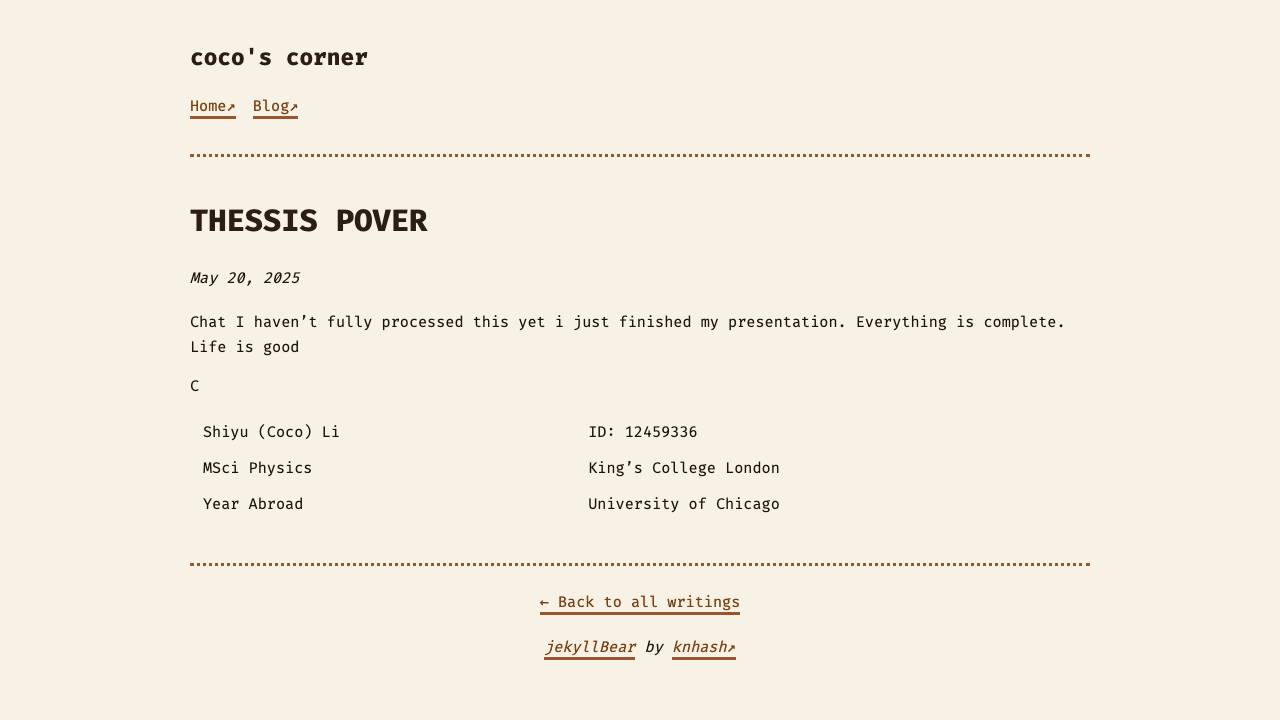 coco's corner
Home↗ Blog↗
THESSIS POVER
May 20, 2025
Chat I haven’t fully processed this yet i just finished my presentation. Everything is complete.
Life is good
C
Shiyu (Coco) Li ID: 12459336
MSci Physics King’s College London
Year Abroad University of Chicago
← Back to all writings
jekyllBear by knhash↗